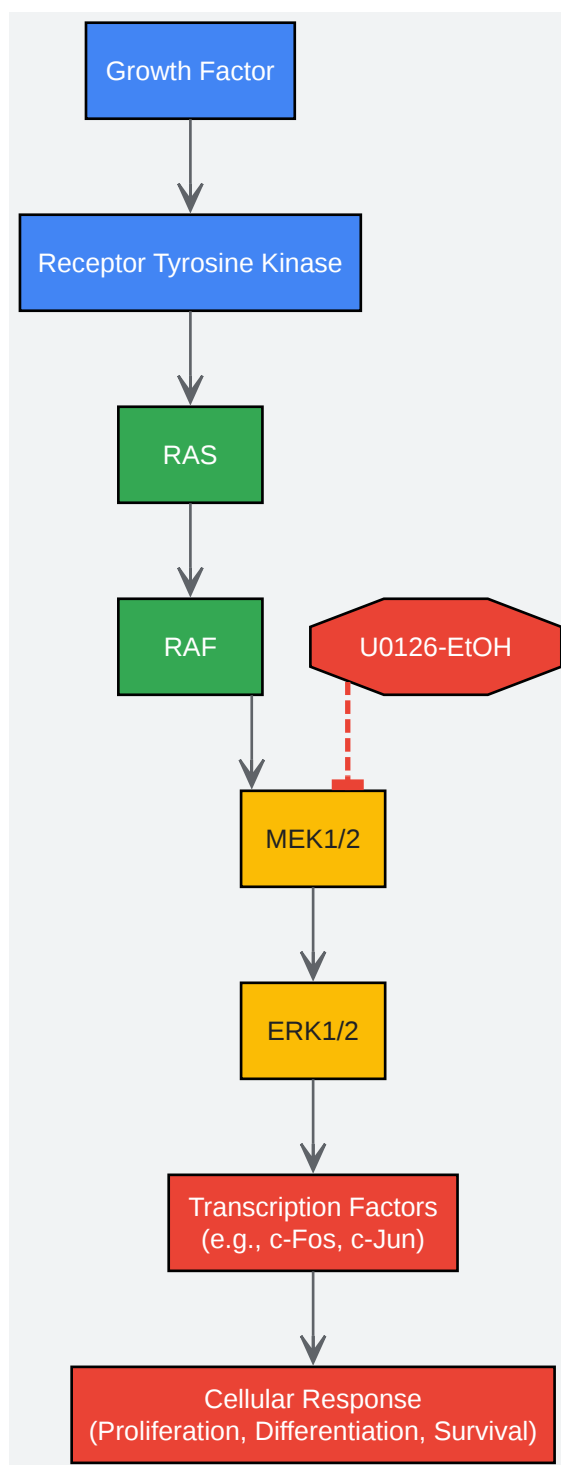 Growth Factor
Receptor Tyrosine Kinase
RAS
RAF
U0126-EtOH
MEK1/2
ERK1/2
Transcription Factors
(e.g., c-Fos, c-Jun)
Cellular Response
(Proliferation, Differentiation, Survival)